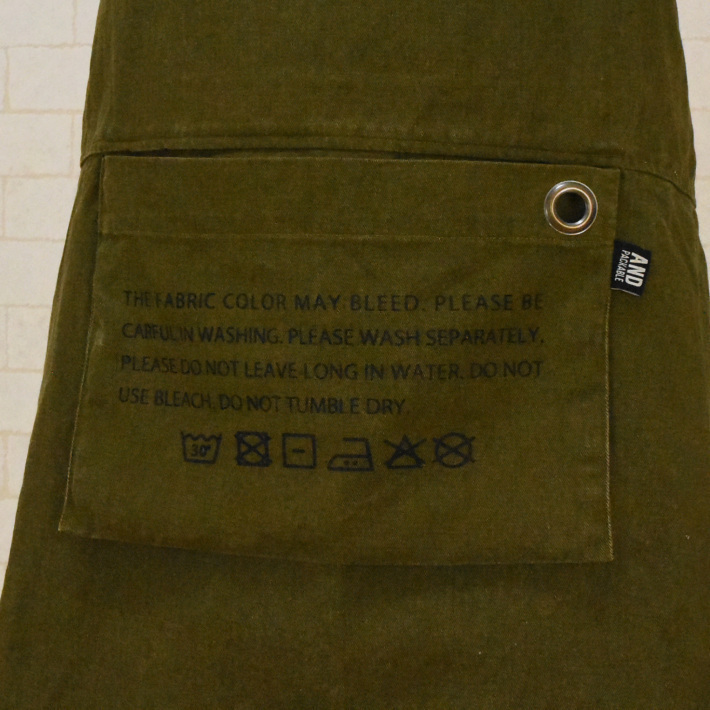 THE FABRIC COLOR MAY BLEED. PLEASE BE
CAREFUL IN WASHING. PLEASE WASH SEPARATELY.
PLEASE DO NOT LEAVE LONG IN WATER. DO NOT
USE BLEACH. DO NOT TUMBLE DRY.
30°
AND
PACKABLE